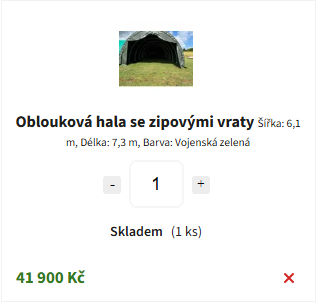 Oblouková hala se zipovými vraty Šířka: 6,1
m, Délka: 7,3 m, Barva: Vojenská zelená
- 1 +
Skladem (1 ks)
41 900 Kč